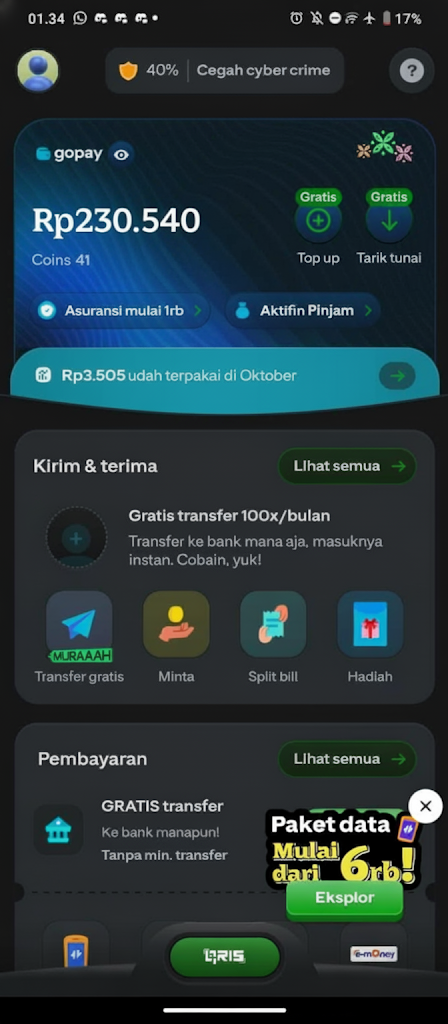 01.34
17%
40% | Cegah cyber crime
?
gopay
Gratis
Gratis
Rp230.540
Coins 41
Top up
Tarik tunai
Asuransi mulai 1rb
Aktifin Pinjam
Rp3.505 udah terpakai di Oktober
Kirim & terima
LIhat semua
Gratis transfer 100x/bulan
Transfer ke bank mana aja, masuknya
instan. Cobain, yuk!
MURAAAH
Transfer gratis
Minta
Split bill
Hadiah
Pembayaran
LIhat semua
GRATIS transfer
Ke bank manapun!
Tanpa min. transfer
Paket data
Mulai
dari 6rb!
Eksplor
QRIS
e-money